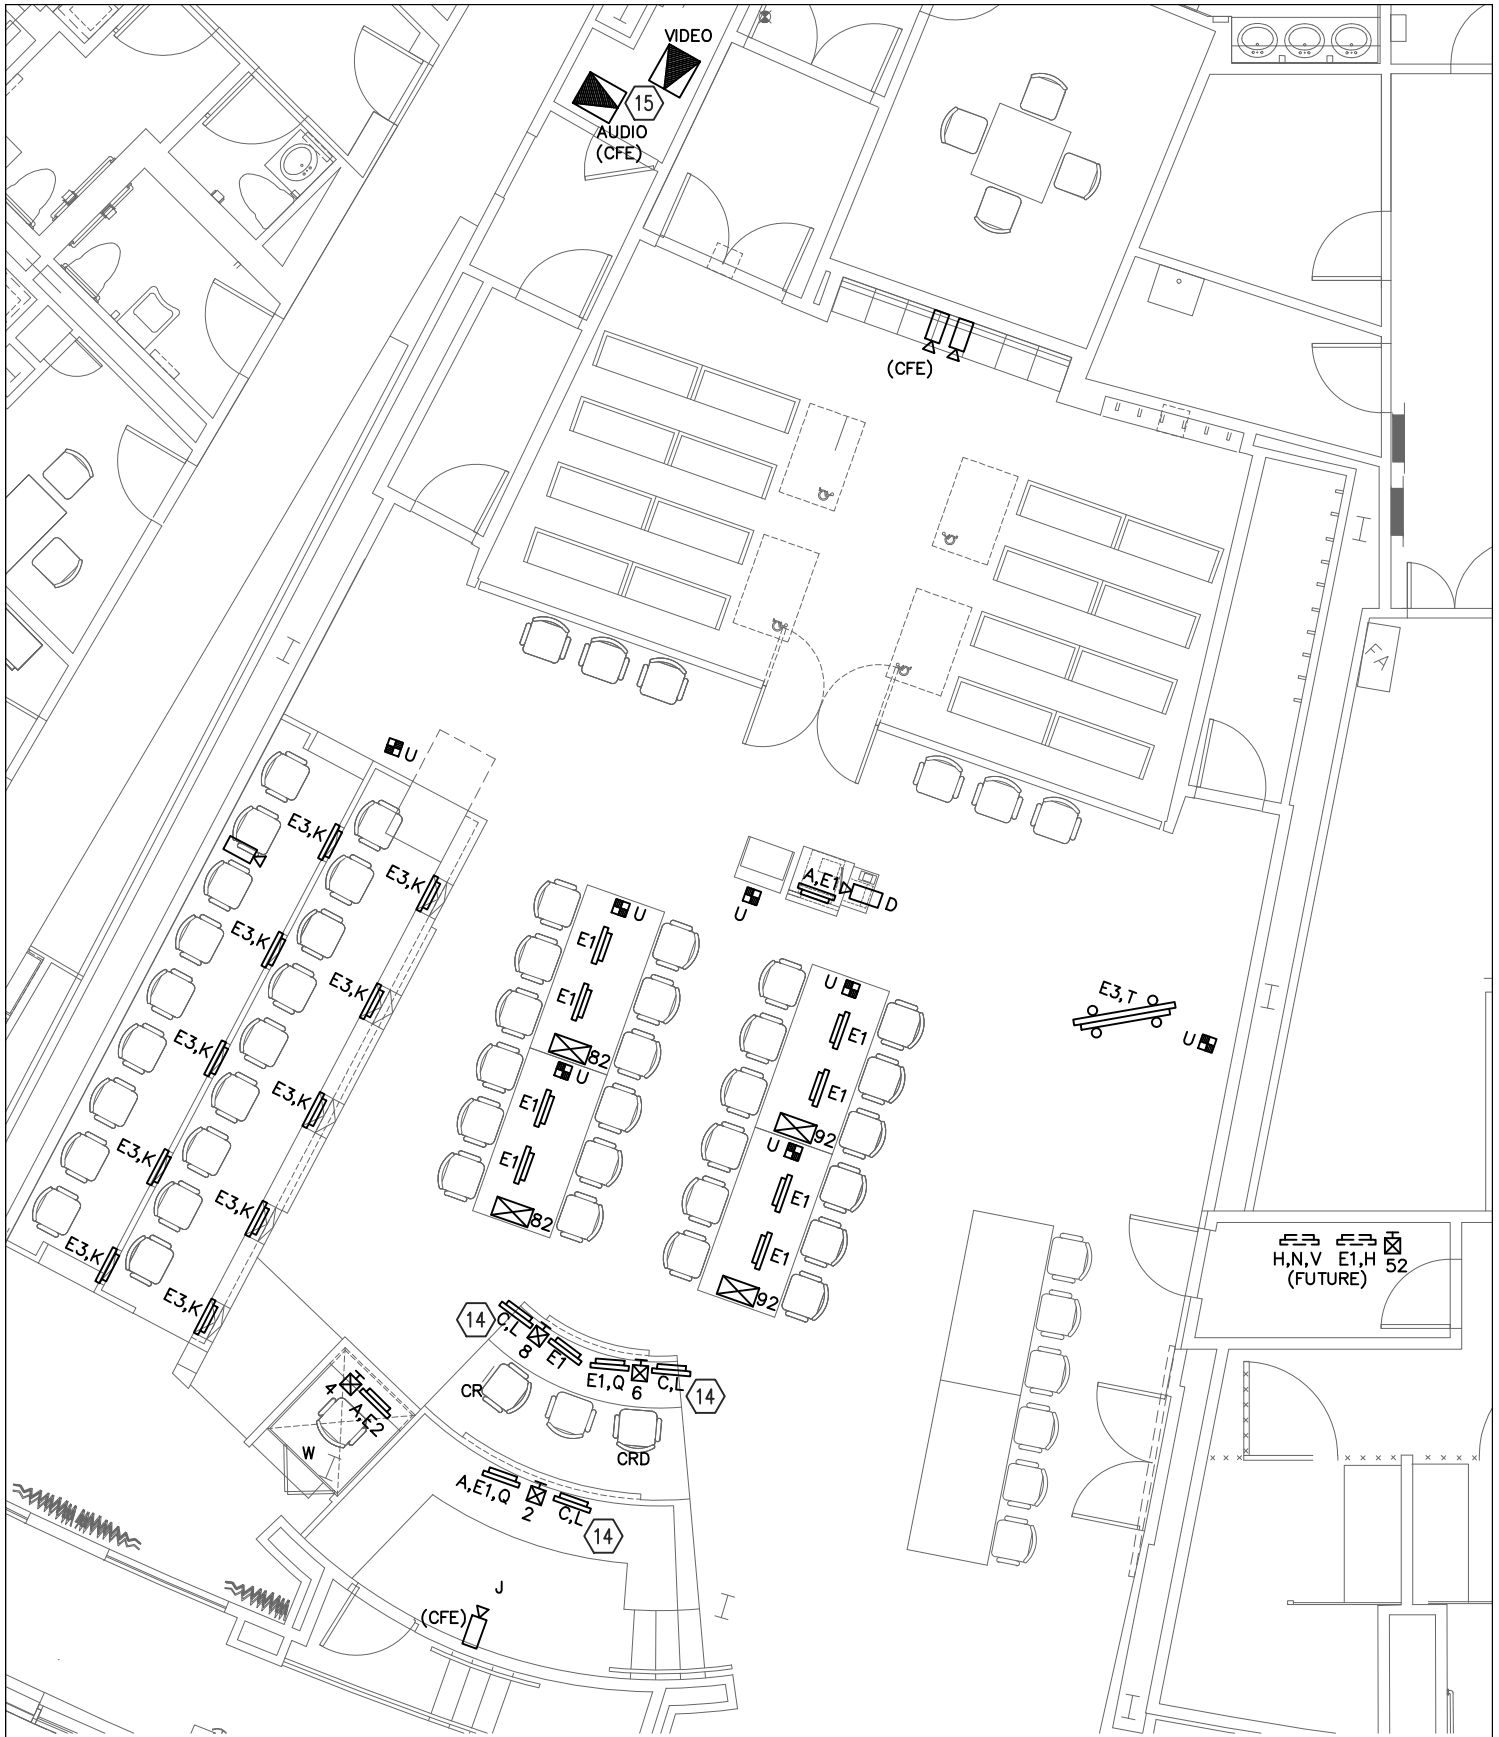 VIDEO
15
AUDIO
(CFE)
(CFE)
FA
U
E3,K
E3,K
A,E1
D
U
U
E1
E3,K
E1
E3,K
U
E3,T
U
E1
E3,K
82
U
E1
E3,K
E1
92
E1
U
E3,K
E1
E1
E3,K
82
E1
E3,K
92
E3,K
H,N,V
E1,H
52
(FUTURE)
14
C,L
8
E1
E1,Q
6
C,L
14
CR
4
A,E2
W
CRD
A,E1,Q
2
C,L
14
J
(CFE)